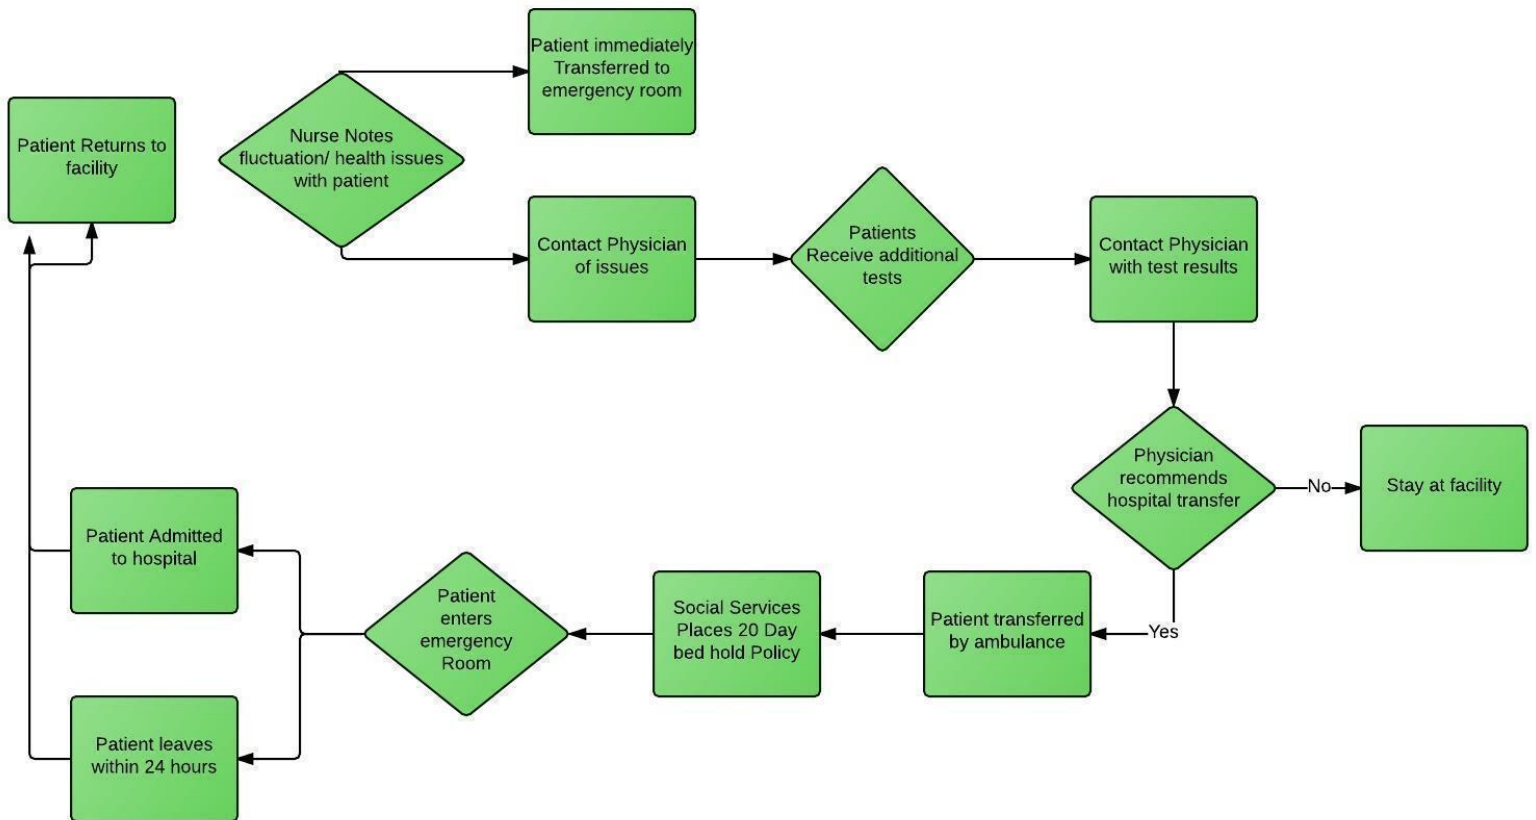 Patient immediately
Transferred to
emergency room
Patient Returns to
facility
Nurse Notes
fluctuation/ health issues
with patient
Contact Physician
of issues
Patients
Receive additional
tests
Contact Physician
with test results
Physician
recommends
hospital transfer
No
Stay at facility
Yes
Patient transferred
by ambulance
Social Services
Places 20 Day
bed hold Policy
Patient
enters
emergency
Room
Patient Admitted
to hospital
Patient leaves
within 24 hours